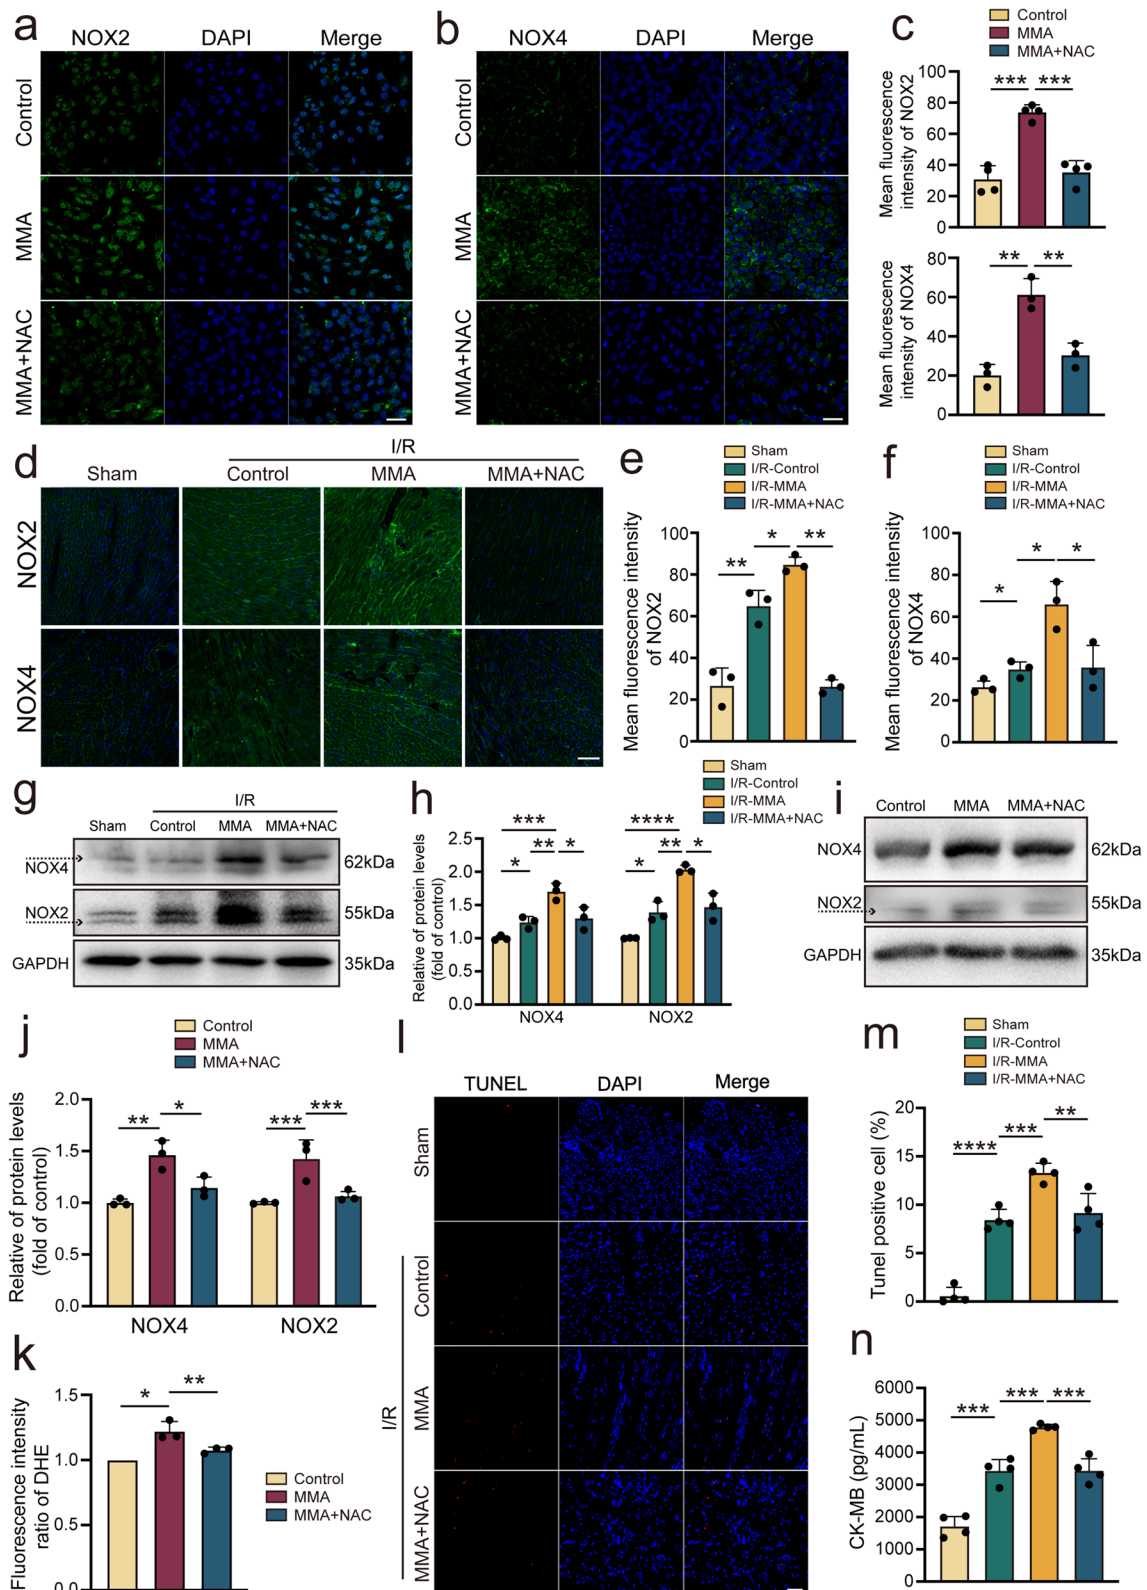 a
NOX2 DAPI Merge
Control
MMA
MMA+NAC
b
NOX4 DAPI Merge
Control
MMA
MMA+NAC
c
Control
MMA
MMA+NAC
Mean fluorescence
intensity of NOX2
100
80
60
40
20
0
*** ***
Mean fluorescence
intensity of NOX4
80
60
40
20
0
** **
d
I/R
Sham Control MMA MMA+NAC
NOX2
NOX4
e
Sham
I/R-Control
I/R-MMA
I/R-MMA+NAC
Mean fluorescence intensity
of NOX2
100
80
60
40
20
0
** * **
f
Sham
I/R-Control
I/R-MMA
I/R-MMA+NAC
Mean fluorescence intensity
of NOX4
100
80
60
40
20
0
* * *
g
I/R
Sham Control MMA MMA+NAC
NOX4 62kDa
NOX2 55kDa
GAPDH 35kDa
h
Sham
I/R-Control
I/R-MMA
I/R-MMA+NAC
Relative of protein levels
(fold of control)
2.5
2.0
1.5
1.0
0.5
0.0
*** ****
** * ** *
* *
NOX4 NOX2
i
Control MMA MMA+NAC
NOX4 62kDa
NOX2 55kDa
GAPDH 35kDa
j
Control
MMA
MMA+NAC
Relative of protein levels
(fold of control)
2.0
1.5
1.0
0.5
0.0
** * *** ***
NOX4 NOX2
k
Fluorescence intensity
ratio of DHE
1.5
1.0
0.5
0.0
* **
Control
MMA
MMA+NAC
l
TUNEL DAPI Merge
Sham
I/R
Control
MMA
MMA+NAC
m
Sham
I/R-Control
I/R-MMA
I/R-MMA+NAC
Tunel positive cell (%)
20
15
10
5
0
**** *** **
n
CK-MB (pg/mL)
6000
5000
4000
3000
2000
1000
0
*** *** ***